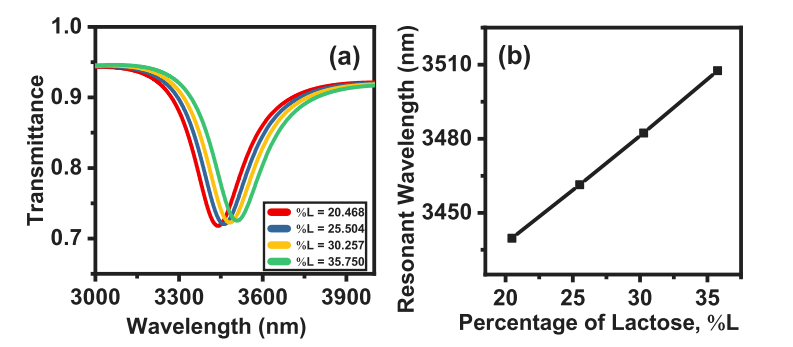 (a)
1.0
0.9
0.8
0.7
Transmittance
%L = 20.468
%L = 25.504
%L = 30.257
%L = 35.750
3000 3300 3600 3900
Wavelength (nm)
(b)
3510
3480
3450
Resonant Wavelength (nm)
20 25 30 35
Percentage of Lactose, %L